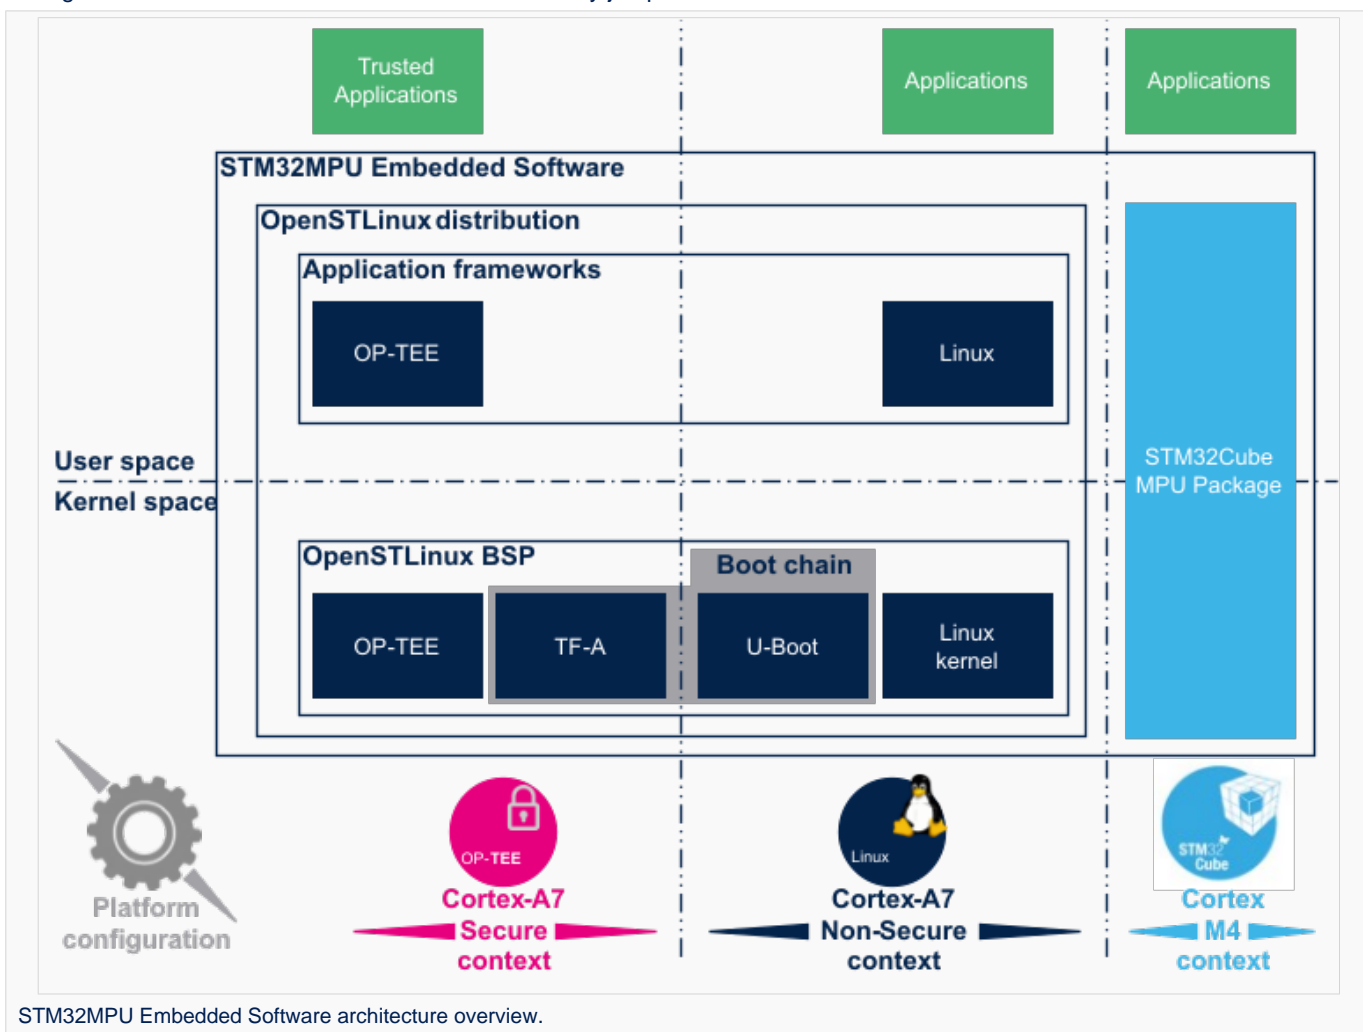 Trusted
Applications
Applications
Applications
STM32MPU Embedded Software
OpenSTLinux distribution
Application frameworks
OP-TEE
Linux
User space
Kernel space
STM32Cube
MPU Package
OpenSTLinux BSP
Boot chain
OP-TEE
TF-A
U-Boot
Linux
kernel
OP-TEE
Linux
STM32
Cube
Platform
configuration
Cortex-A7
Secure
context
Cortex-A7
Non-Secure
context
Cortex
M4
context
STM32MPU Embedded Software architecture overview.